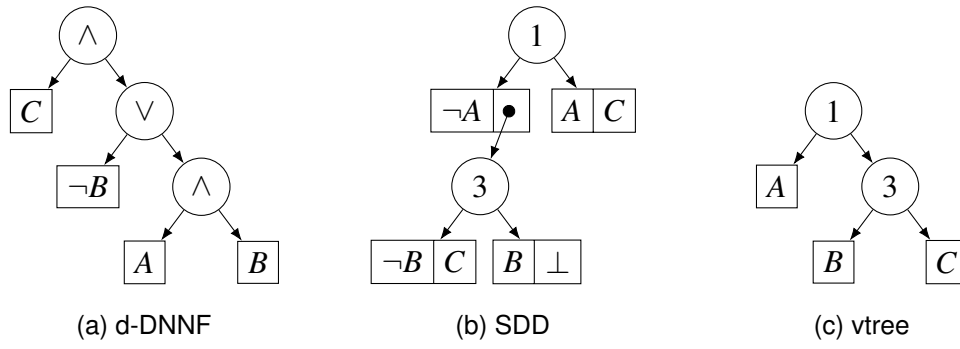 ∧ 1
C ∨ ¬A A C 1
¬B ∧ 3 A 3
A B ¬B C B ⊥ B C
(a) d-DNNF (b) SDD (c) vtree